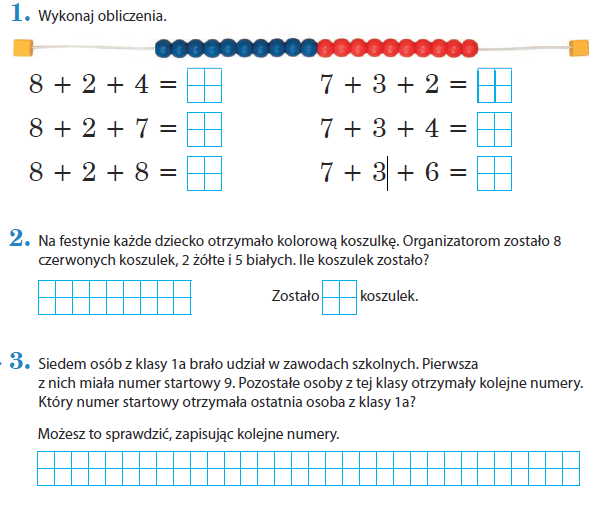 1. Wykonaj obliczenia.
8 + 2 + 4 =
7 + 3 + 2 =
8 + 2 + 7 =
7 + 3 + 4 =
8 + 2 + 8 =
7 + 3 + 6 =
2. Na festynie każde dziecko otrzymało kolorową koszulkę. Organizatorom zostało 8
czerwonych koszulek, 2 żółte i 5 białych. Ile koszulek zostało?
Zostało koszulek.
3. Siedem osób z klasy 1a brało udział w zawodach szkolnych. Pierwsza
z nich miała numer startowy 9. Pozostałe osoby z tej klasy otrzymały kolejne numery.
Który numer startowy otrzymała ostatnia osoba z klasy 1a?
Możesz to sprawdzić, zapisując kolejne numery.